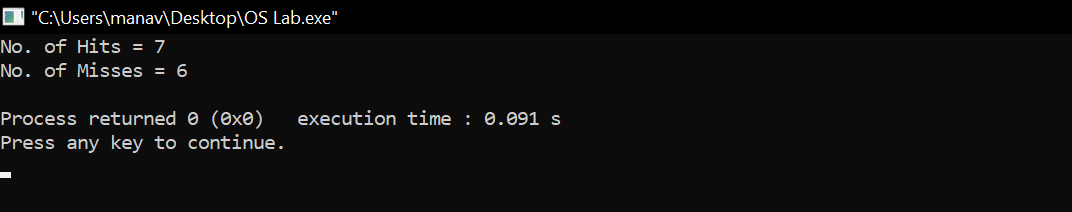 "C:\Users\manav\Desktop\OS Lab.exe"
No. of Hits = 7
No. of Misses = 6
Process returned 0 (0x0)   execution time : 0.091 s
Press any key to continue.